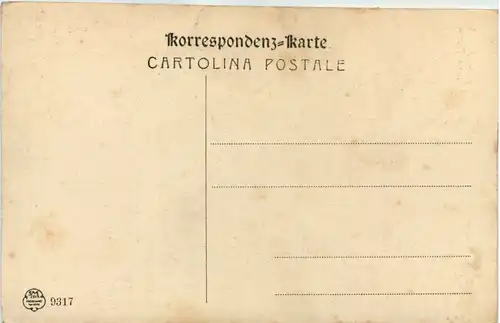 Korrespondenz=Karte
CARTOLINA POSTALE
9317